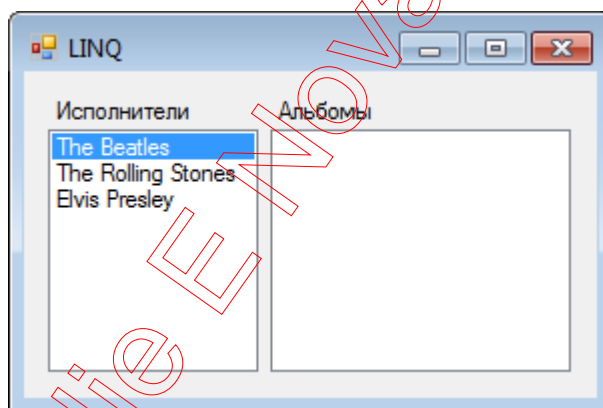 LINQ
Исполнители
Альбомы
The Beatles
The Rolling Stones
Elvis Presley